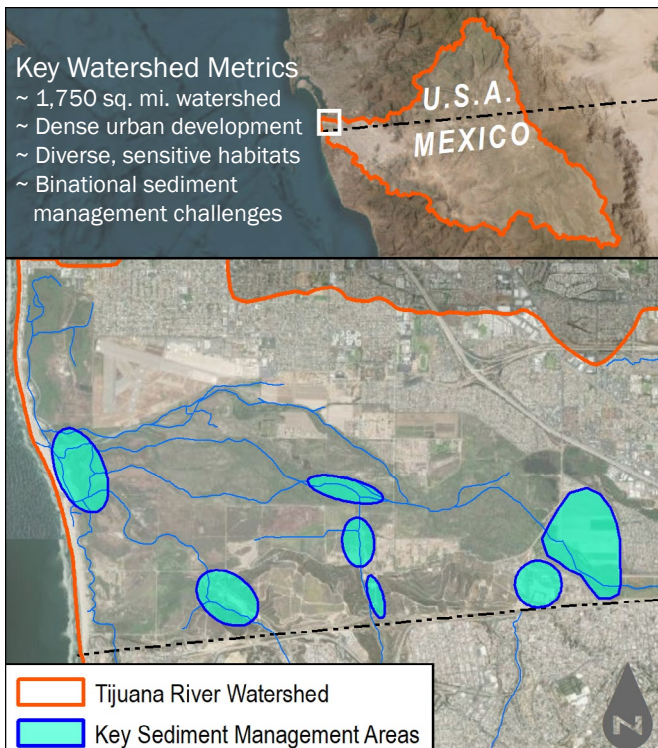 Key Watershed Metrics
~ 1,750 sq. mi. watershed
~ Dense urban development
~ Diverse, sensitive habitats
~ Binational sediment
management challenges
U.S.A.
MEXICO
Tijuana River Watershed
Key Sediment Management Areas
N